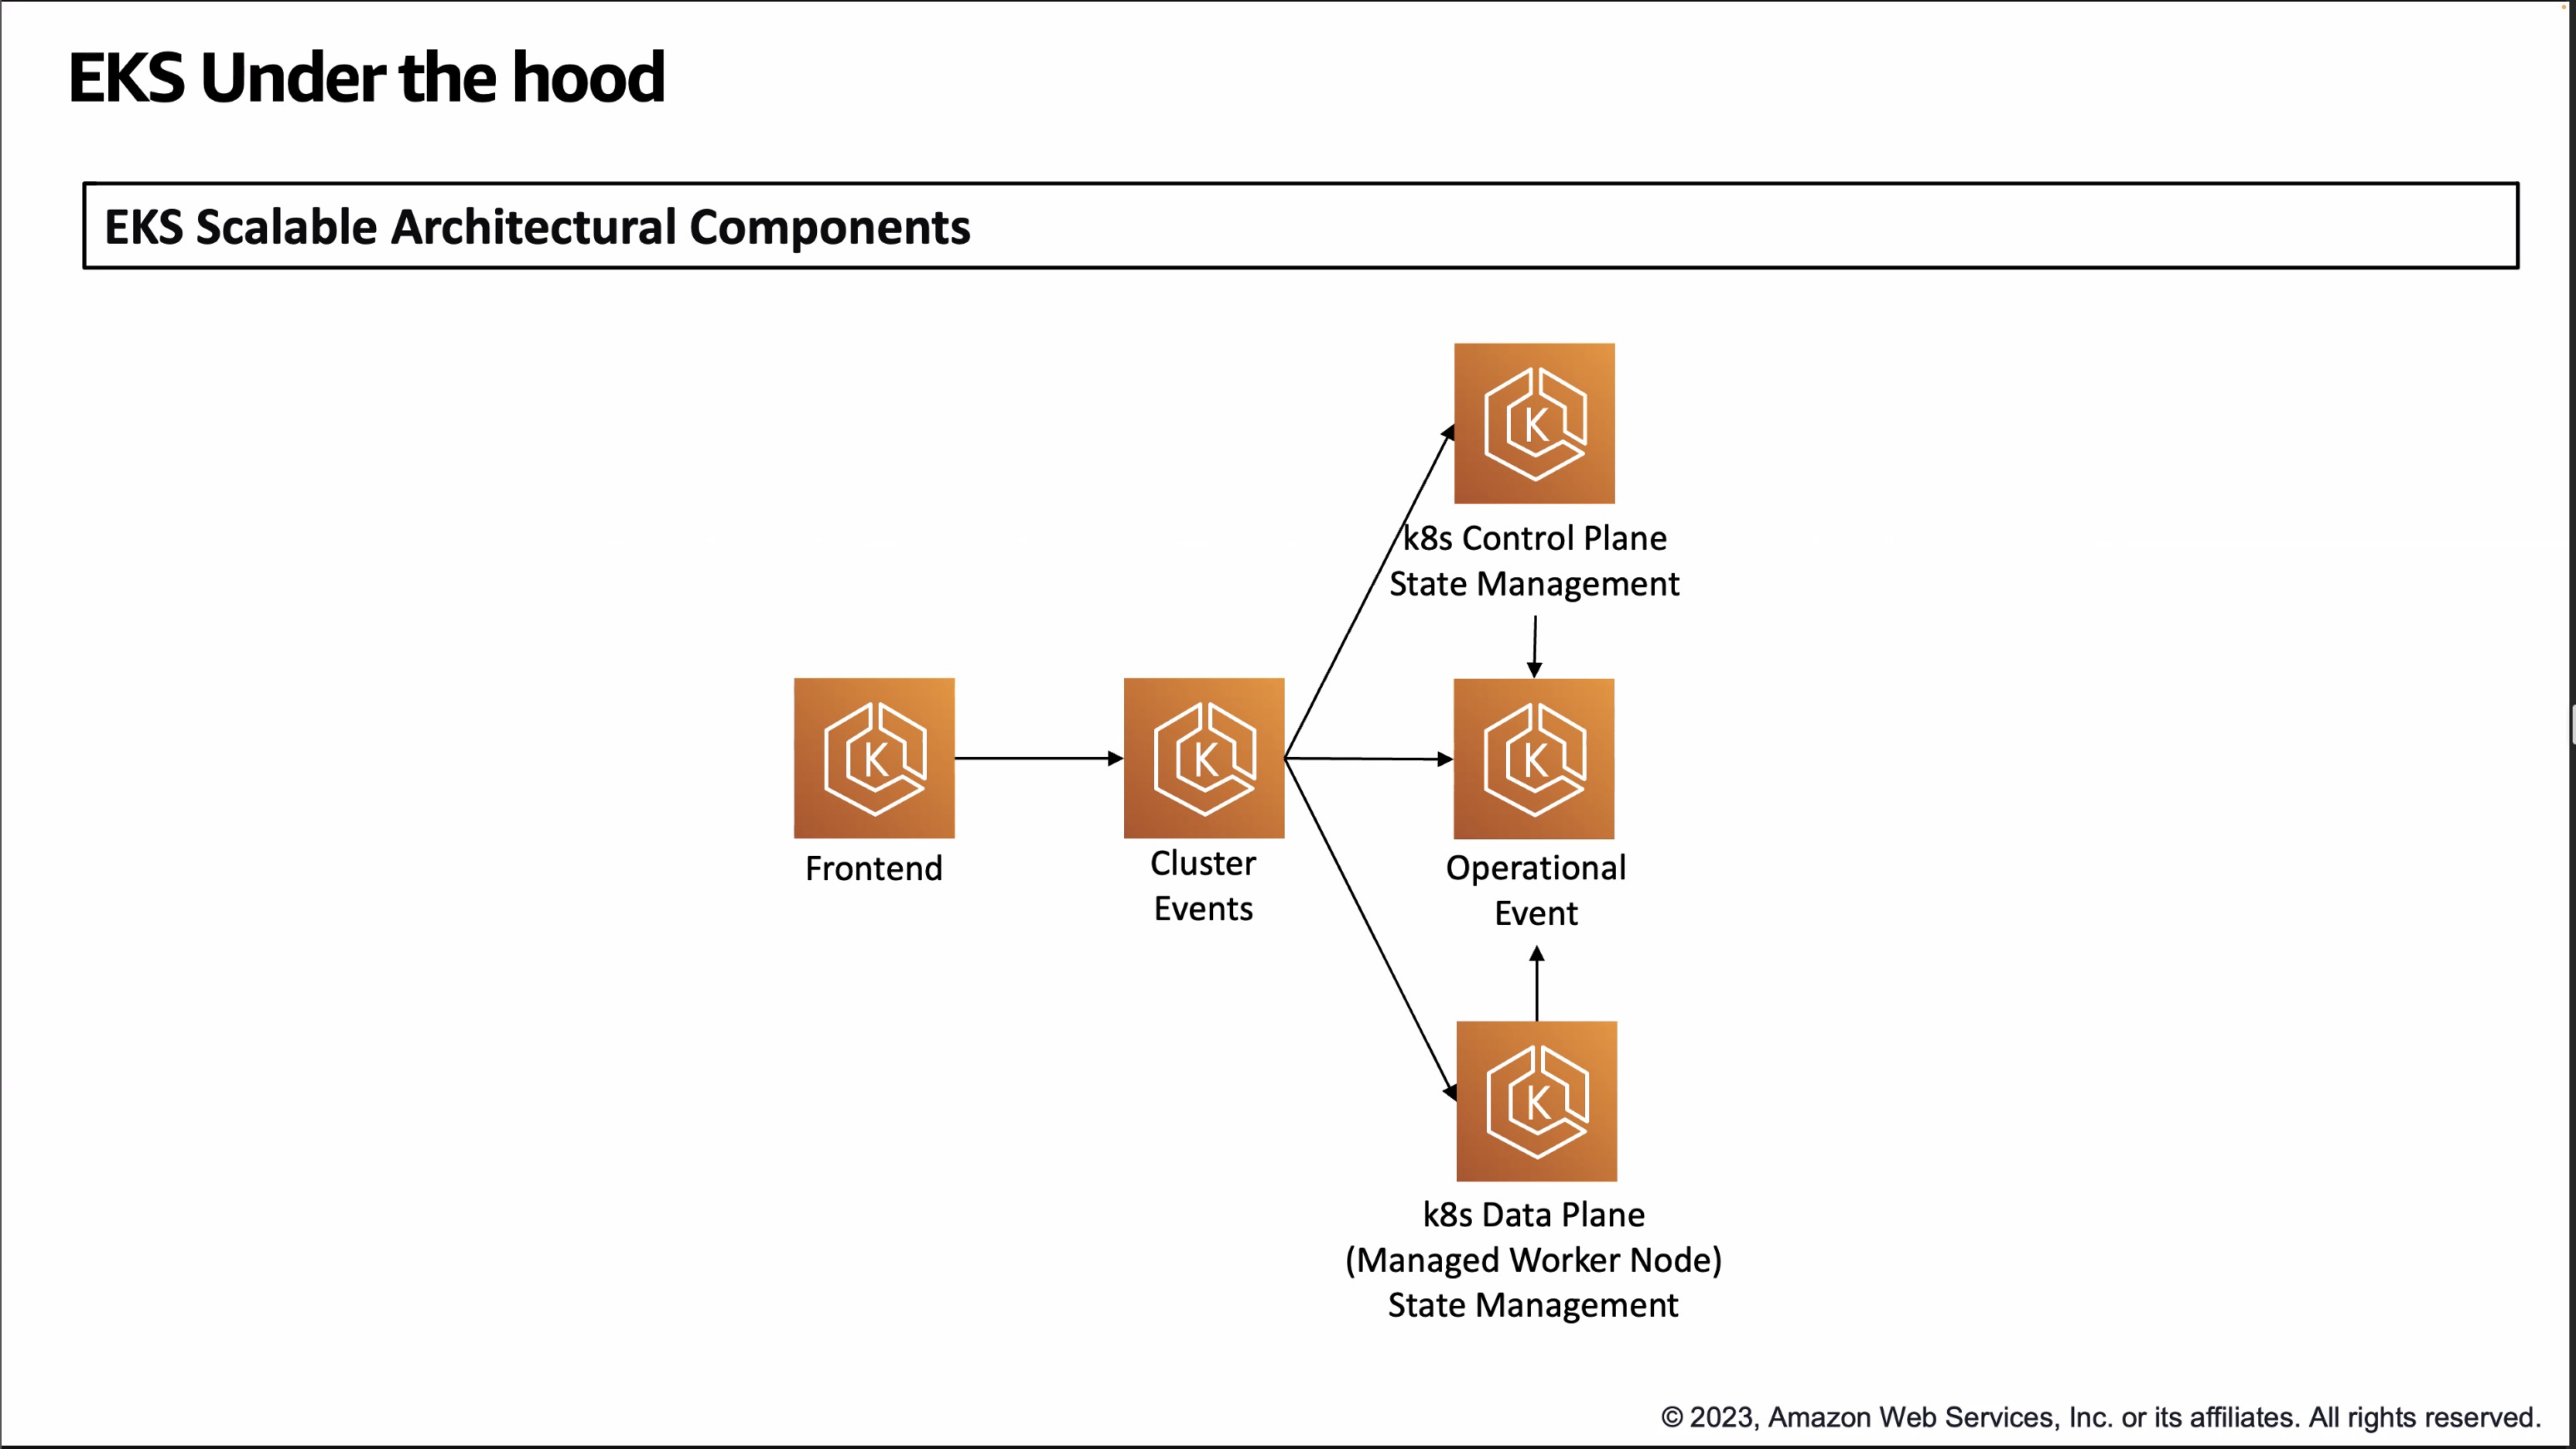 EKS Under the hood
EKS Scalable Architectural Components
K
k8s Control Plane
State Management
K
K
K
Frontend
Cluster
Events
Operational
Event
K
k8s Data Plane
(Managed Worker Node)
State Management
© 2023, Amazon Web Services, Inc. or its affiliates. All rights reserved.